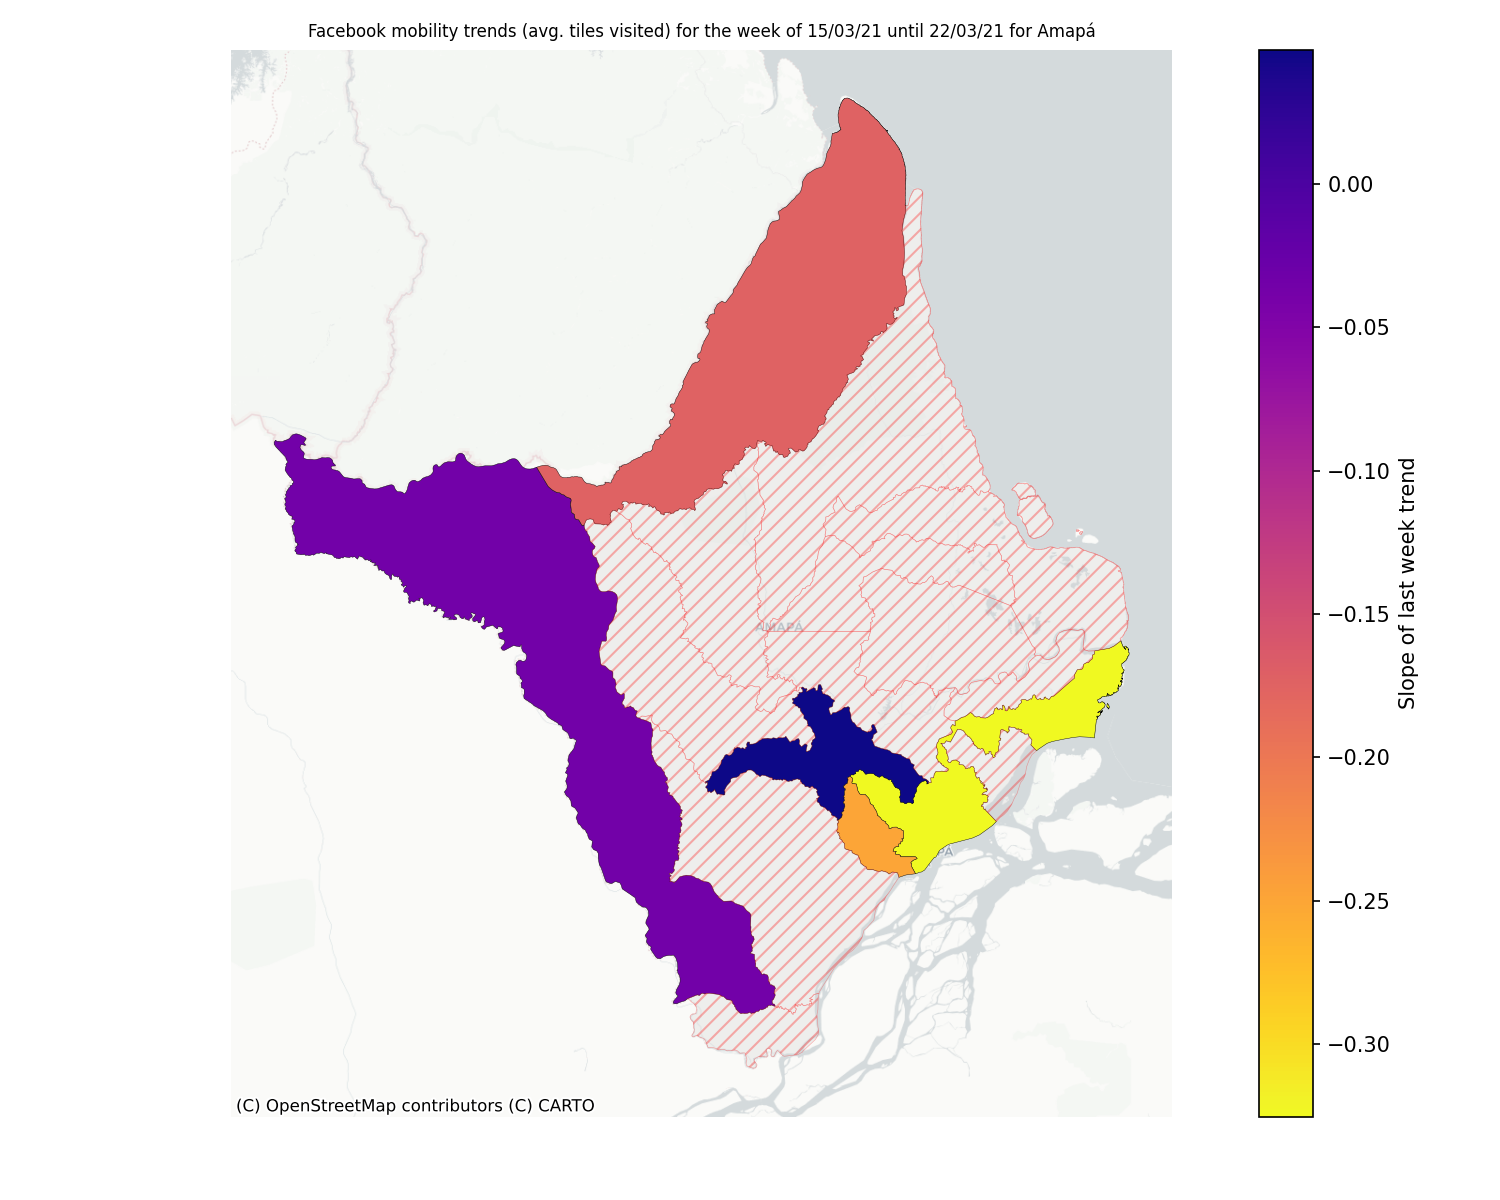 Facebook mobility trends (avg. tiles visited) for the week of 15/03/21 until 22/03/21 for Amapá
AMAPÁ
PÁ
0.00
−0.05
−0.10
−0.15
−0.20
−0.25
−0.30
Slope of last week trend
(C) OpenStreetMap contributors (C) CARTO